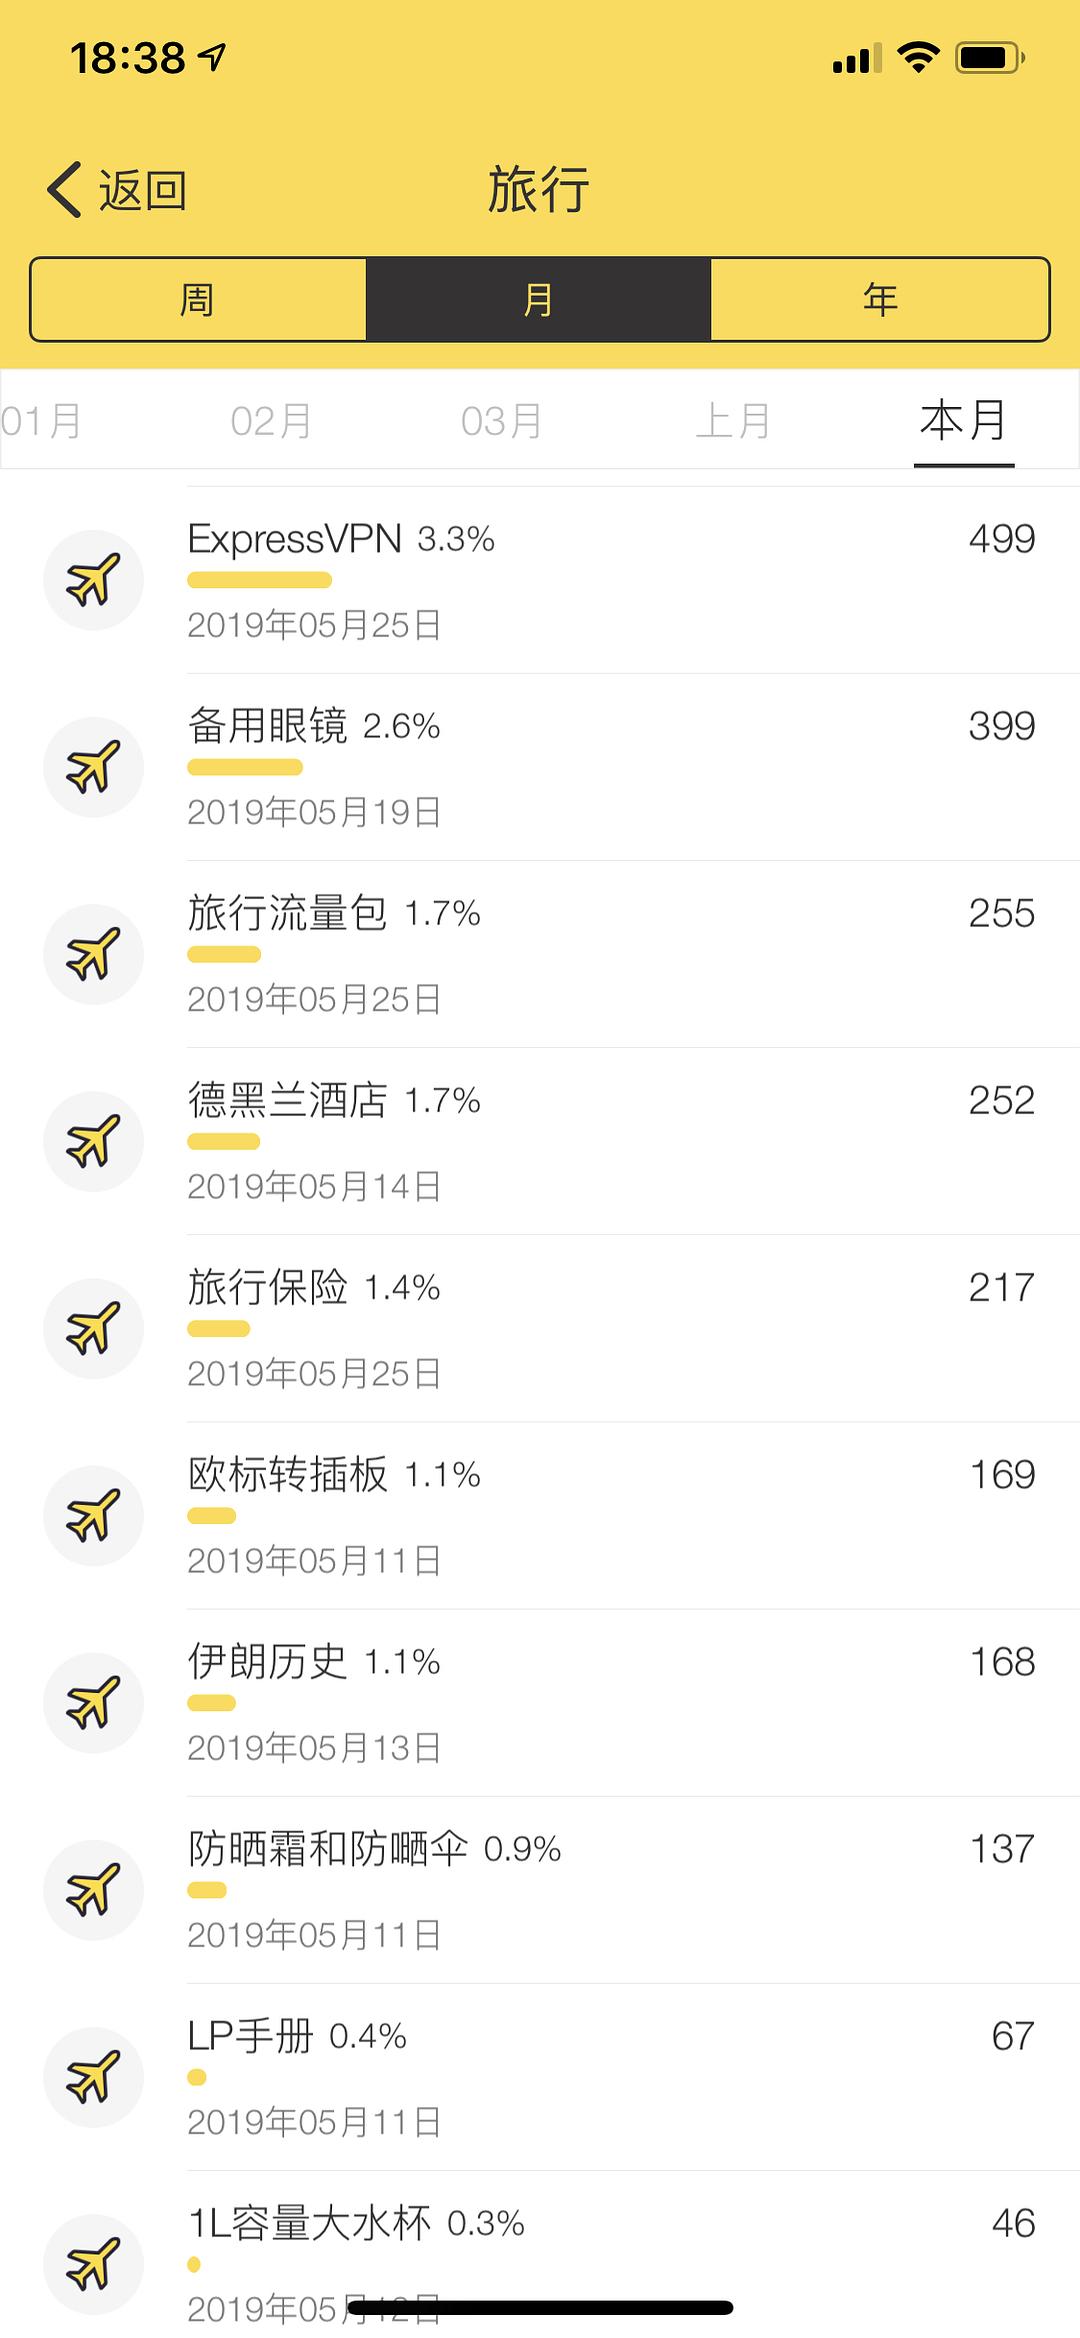 18:38
返回
旅行
周
月
年
01月
02月
03月
上月
本月
ExpressVPN 3.3%
499
2019年05月25日
备用眼镜 2.6%
399
2019年05月19日
旅行流量包 1.7%
255
2019年05月25日
德黑兰酒店 1.7%
252
2019年05月14日
旅行保险 1.4%
217
2019年05月25日
欧标转插板 1.1%
169
2019年05月11日
伊朗历史 1.1%
168
2019年05月13日
防晒霜和防嗮伞 0.9%
137
2019年05月11日
LP手册 0.4%
67
2019年05月11日
1L容量大水杯 0.3%
46
2019年05月12日